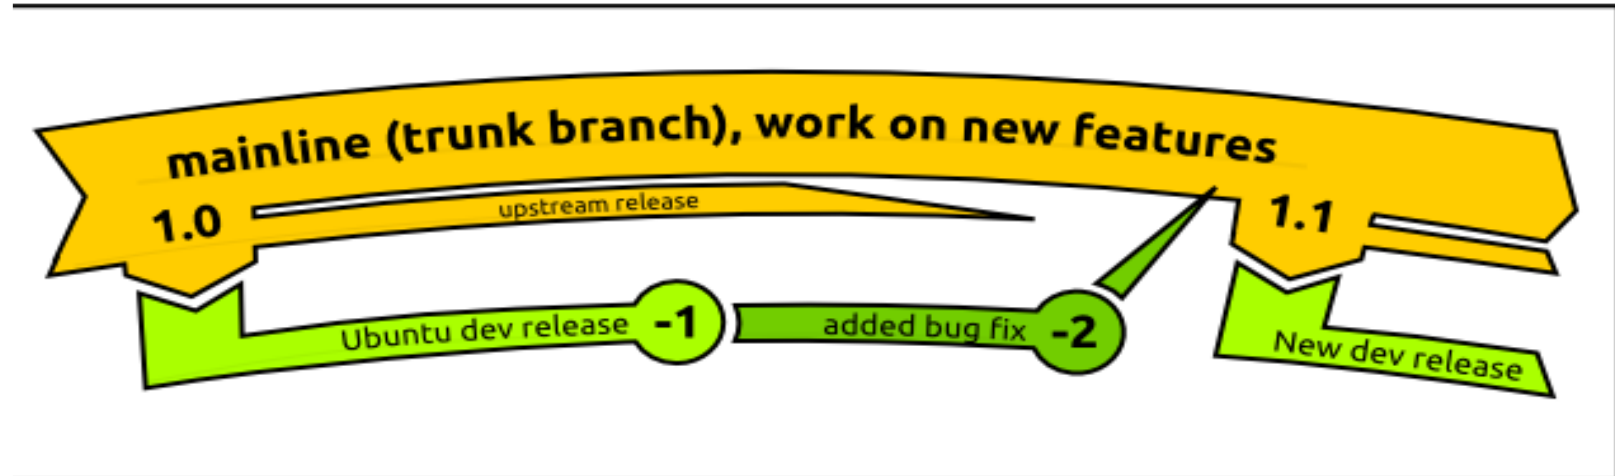 mainline (trunk branch), work on new features
1.0
upstream release
1.1
Ubuntu dev release -1
added bug fix -2
New dev release